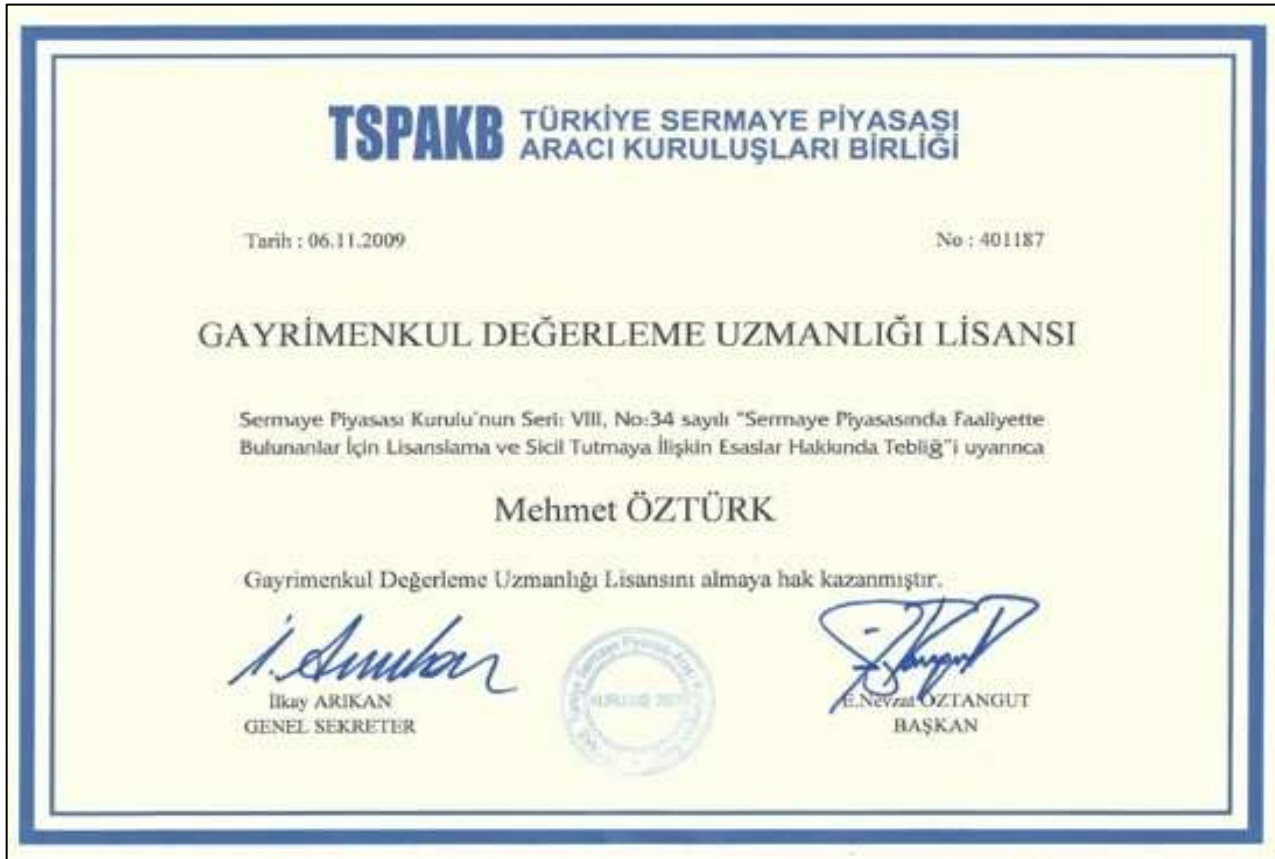 TSPAKB TÜRKİYE SERMAYE PİYASASI
ARACI KURULUŞLARI BİRLİĞİ
Tarih : 06.11.2009 No : 401187
GAYRİMENKUL DEĞERLEME UZMANLIĞI LİSANSI
Sermaye Piyasası Kurulu'nun Seri: VIII, No:34 sayılı "Sermaye Piyasasında Faaliyette
Bulunanlar İçin Lisanslama ve Sicil Tutmaya İlişkin Esaslar Hakkında Tebliğ"i uyarınca
Mehmet ÖZTÜRK
Gayrimenkul Değerleme Uzmanlığı Lisansını almaya hak kazanmıştır.
İlkay ARIKAN
GENEL SEKRETER
E.Nevzat ÖZTANGUT
BAŞKAN